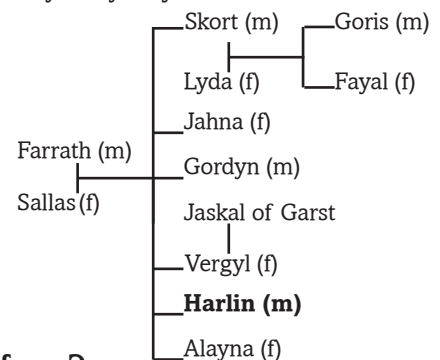 Skort (m)
Goris (m)
Lyda (f)
Fayal (f)
Jahna (f)
Farrath (m)
Gordyn (m)
Sallas (f)
Jaskal of Garst
Vergyl (f)
Harlin (m)
Alayna (f)